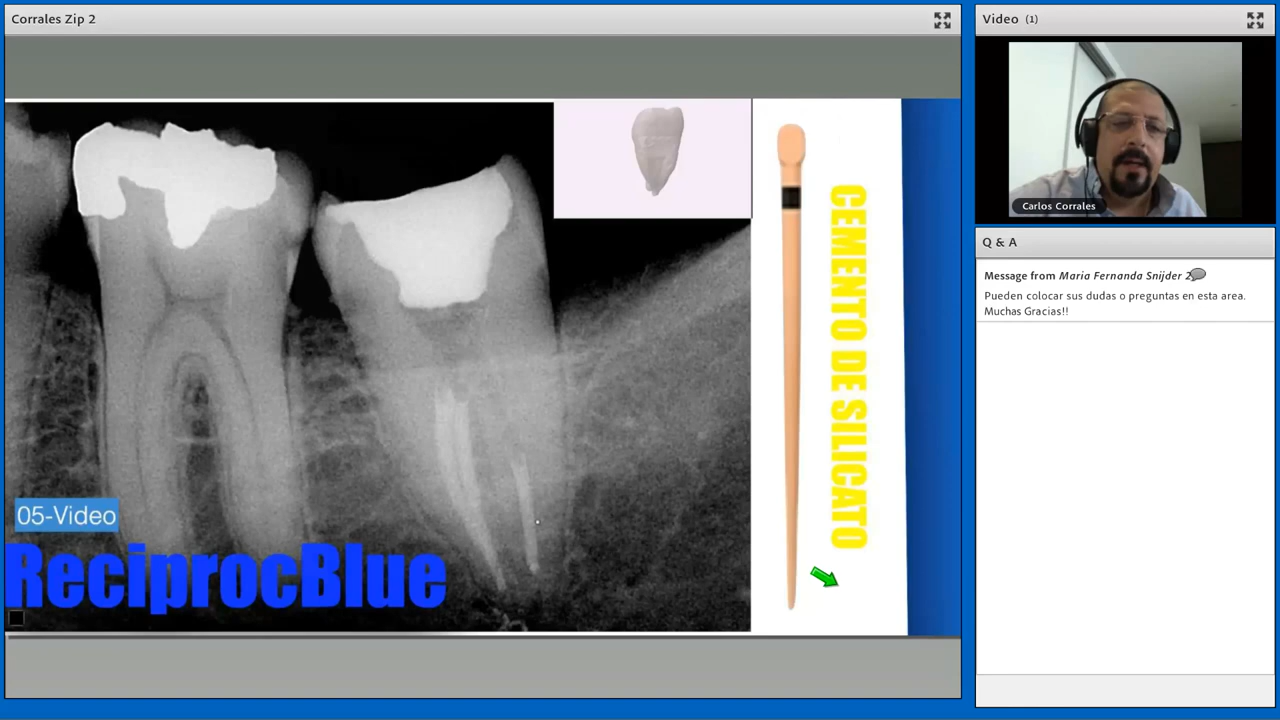 Corrales Zip 2
05-Video
ReciprocBlue
CEMENTO DE SILICATO
Video (1)
Carlos Corrales
Q & A
Message from Maria Fernanda Snijder 2
Pueden colocar sus dudas o preguntas en esta area.
Muchas Gracias!!